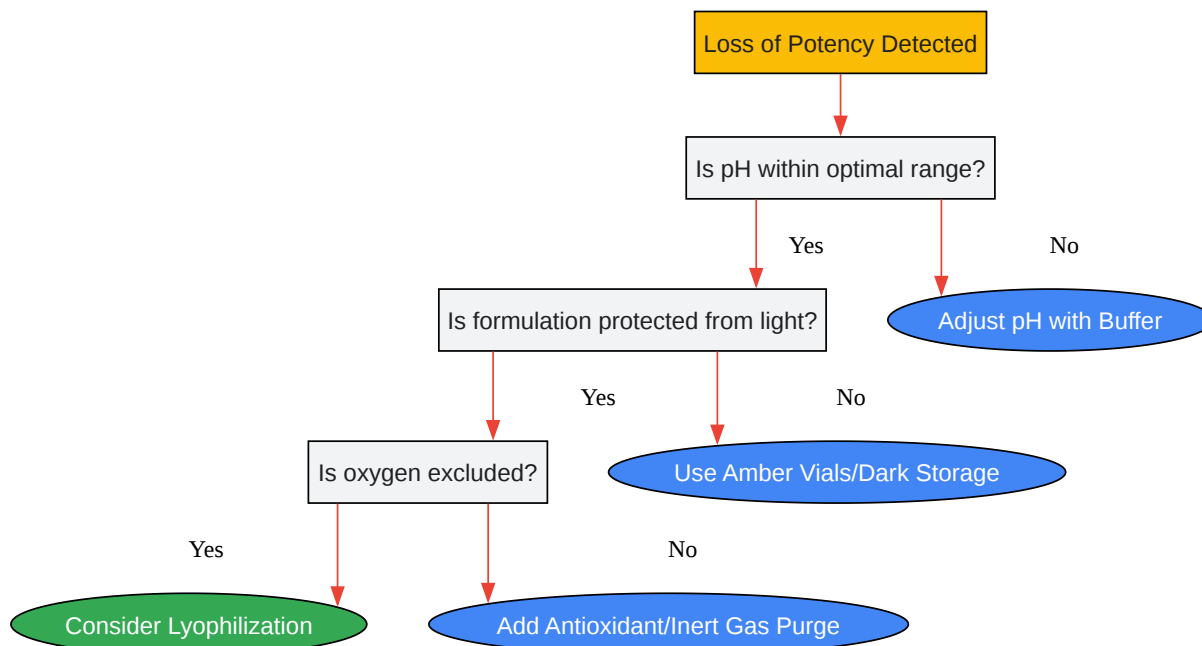 Loss of Potency Detected
Is pH within optimal range?
Yes
No
Is formulation protected from light?
Adjust pH with Buffer
Yes
No
Is oxygen excluded?
Use Amber Vials/Dark Storage
Yes
No
Consider Lyophilization
Add Antioxidant/Inert Gas Purge